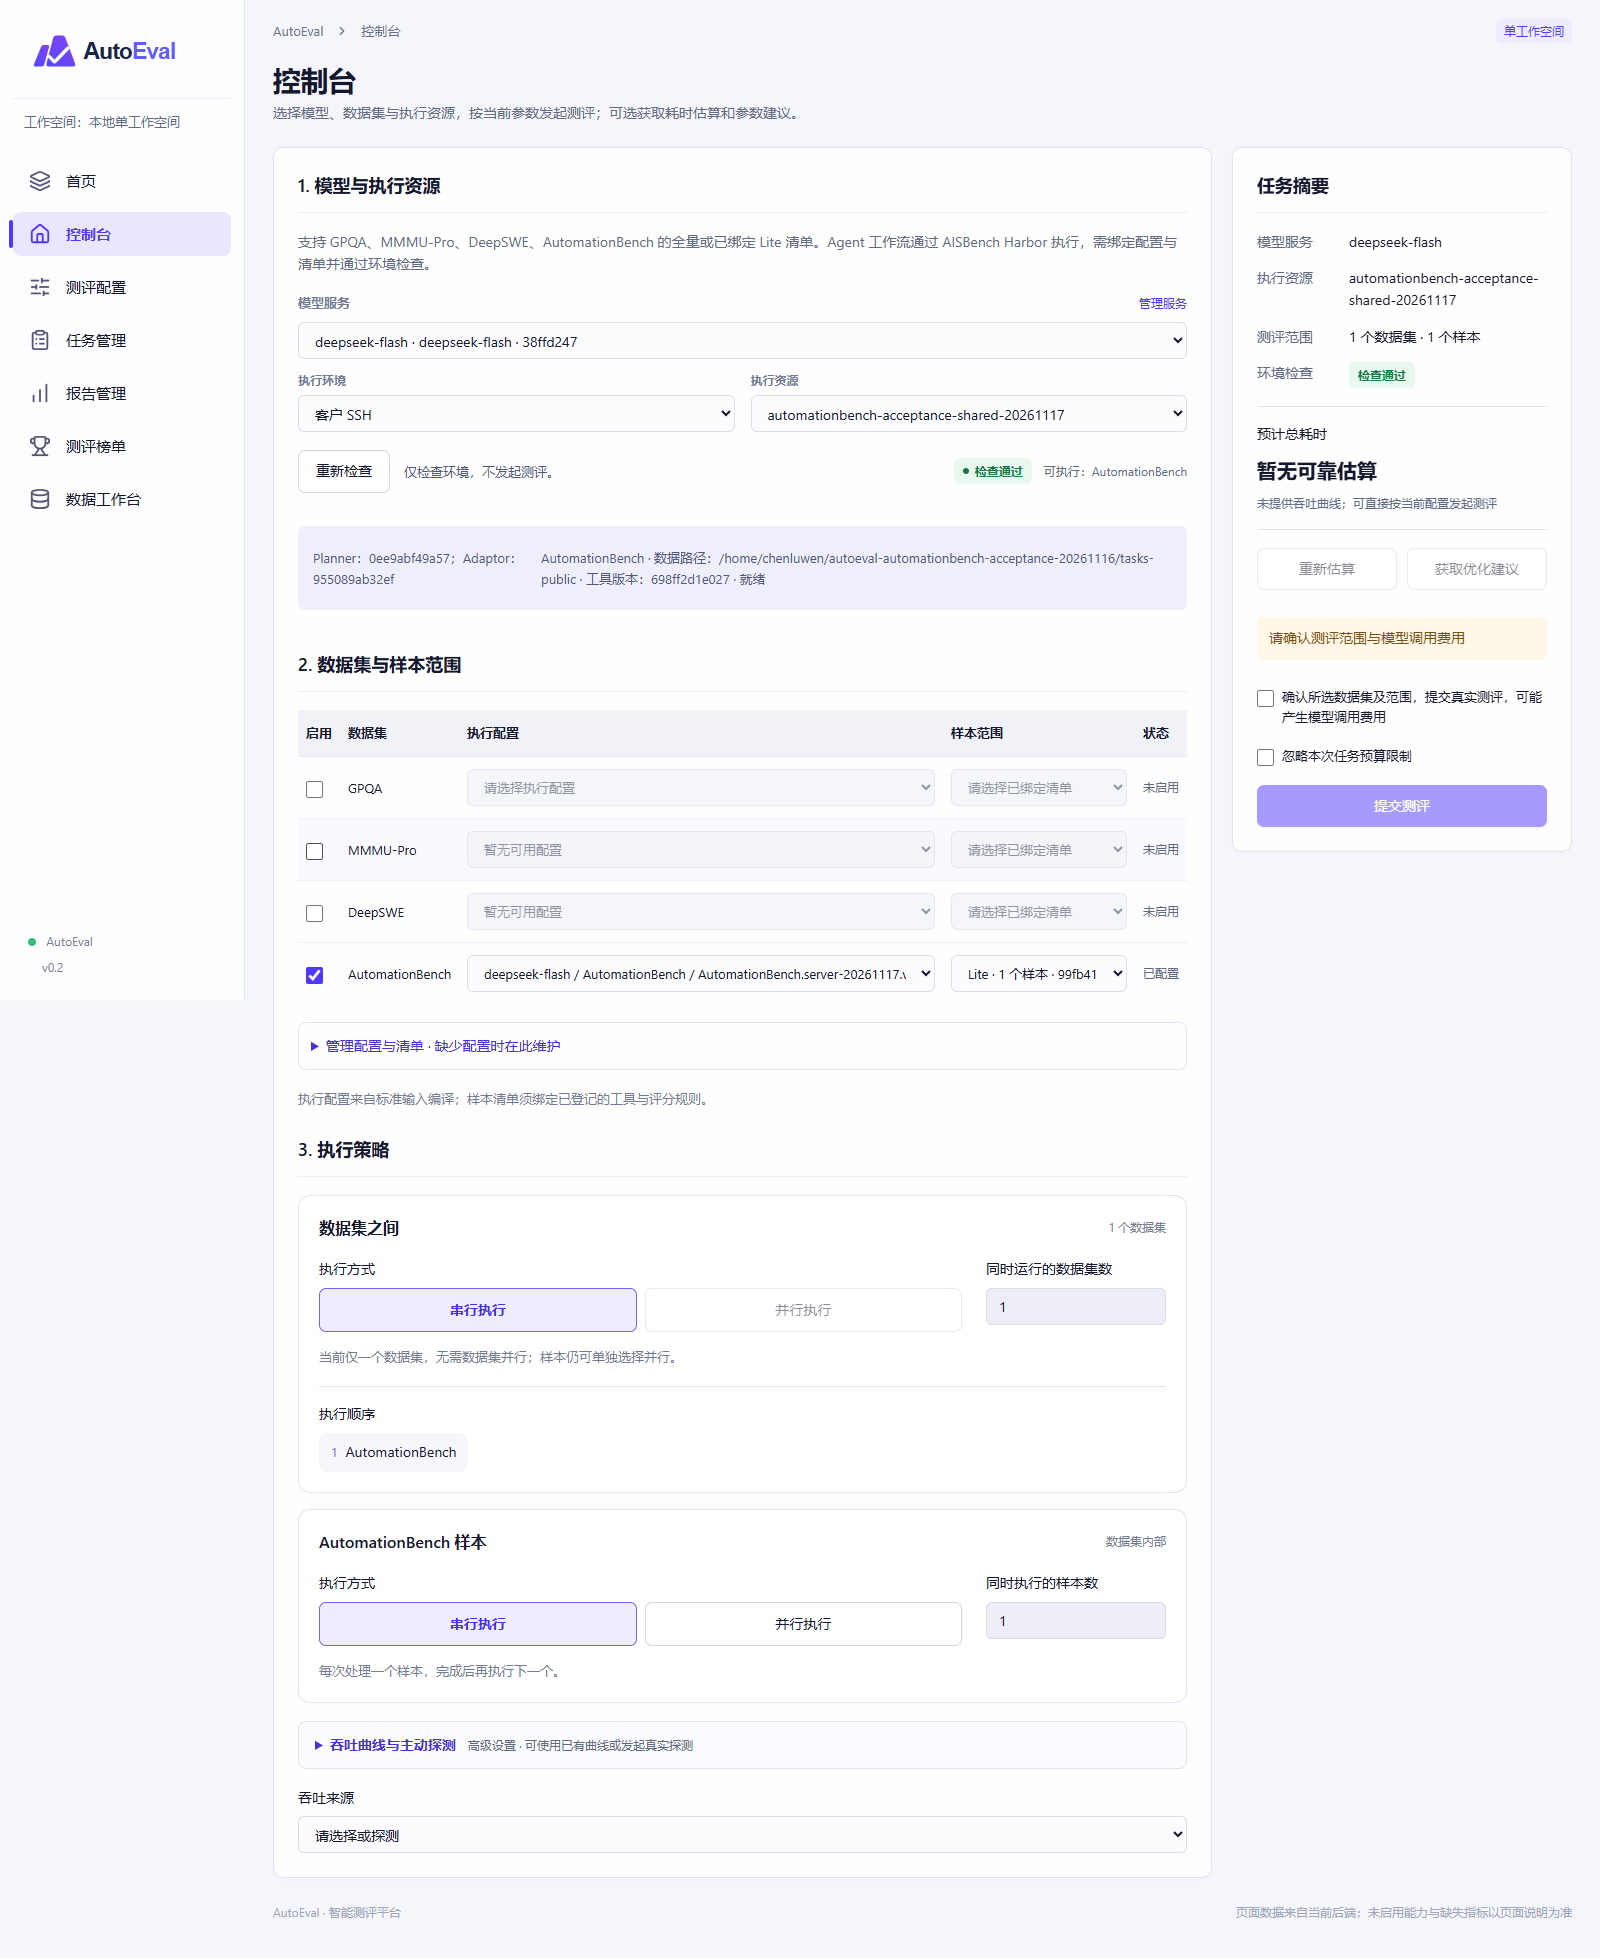 AutoEval
工作空间：本地单工作空间
首页
控制台
测评配置
任务管理
报告管理
测评榜单
数据工作台
AutoEval
v0.2
AutoEval > 控制台
单工作空间
控制台
选择模型、数据集与执行资源，按当前参数发起测评；可选获取耗时估算和参数建议。
1. 模型与执行资源
支持 GPQA、MMMU-Pro、DeepSWE、AutomationBench 的全量或已绑定 Lite 清单。Agent 工作流通过 AISBench Harbor 执行，需绑定配置与
清单并通过环境检查。
模型服务 管理服务
deepseek-flash · deepseek-flash · 38ffd247
执行环境 执行资源
客户 SSH automationbench-acceptance-shared-20261117
重新检查 仅检查环境，不发起测评。 检查通过 可执行：AutomationBench
Planner：0ee9abf49a57；Adaptor：
955089ab32ef
AutomationBench · 数据路径：/home/chenluwen/autoeval-automationbench-acceptance-20261116/tasks-
public · 工具版本：698ff2d1e027 · 就绪
2. 数据集与样本范围
启用 数据集 执行配置 样本范围 状态
GPQA 请选择执行配置 请选择已绑定清单 未启用
MMMU-Pro 暂无可用配置 请选择已绑定清单 未启用
DeepSWE 暂无可用配置 请选择已绑定清单 未启用
AutomationBench deepseek-flash / AutomationBench / AutomationBench.server-20261117.v Lite · 1 个样本 · 99fb41 已配置
管理配置与清单 · 缺少配置时在此维护
执行配置来自标准输入编译；样本清单须绑定已登记的工具与评分规则。
3. 执行策略
数据集之间 1 个数据集
执行方式 同时运行的数据集数
串行执行 并行执行 1
当前仅一个数据集，无需数据集并行；样本仍可单独选择并行。
执行顺序
1 AutomationBench
AutomationBench 样本 数据集内部
执行方式 同时执行的样本数
串行执行 并行执行 1
每次处理一个样本，完成后再执行下一个。
吞吐曲线与主动探测 高级设置 · 可使用已有曲线或发起真实探测
吞吐来源
请选择或探测
任务摘要
模型服务 deepseek-flash
执行资源 automationbench-acceptance-
shared-20261117
测评范围 1 个数据集 · 1 个样本
环境检查 检查通过
预计总耗时
暂无可靠估算
未提供吞吐曲线；可直接按当前配置发起测评
重新估算 获取优化建议
请确认测评范围与模型调用费用
确认所选数据集及范围，提交真实测评，可能
产生模型调用费用
忽略本次任务预算限制
提交测评
AutoEval · 智能测评平台
页面数据来自当前后端；未启用能力与缺失指标以页面说明为准